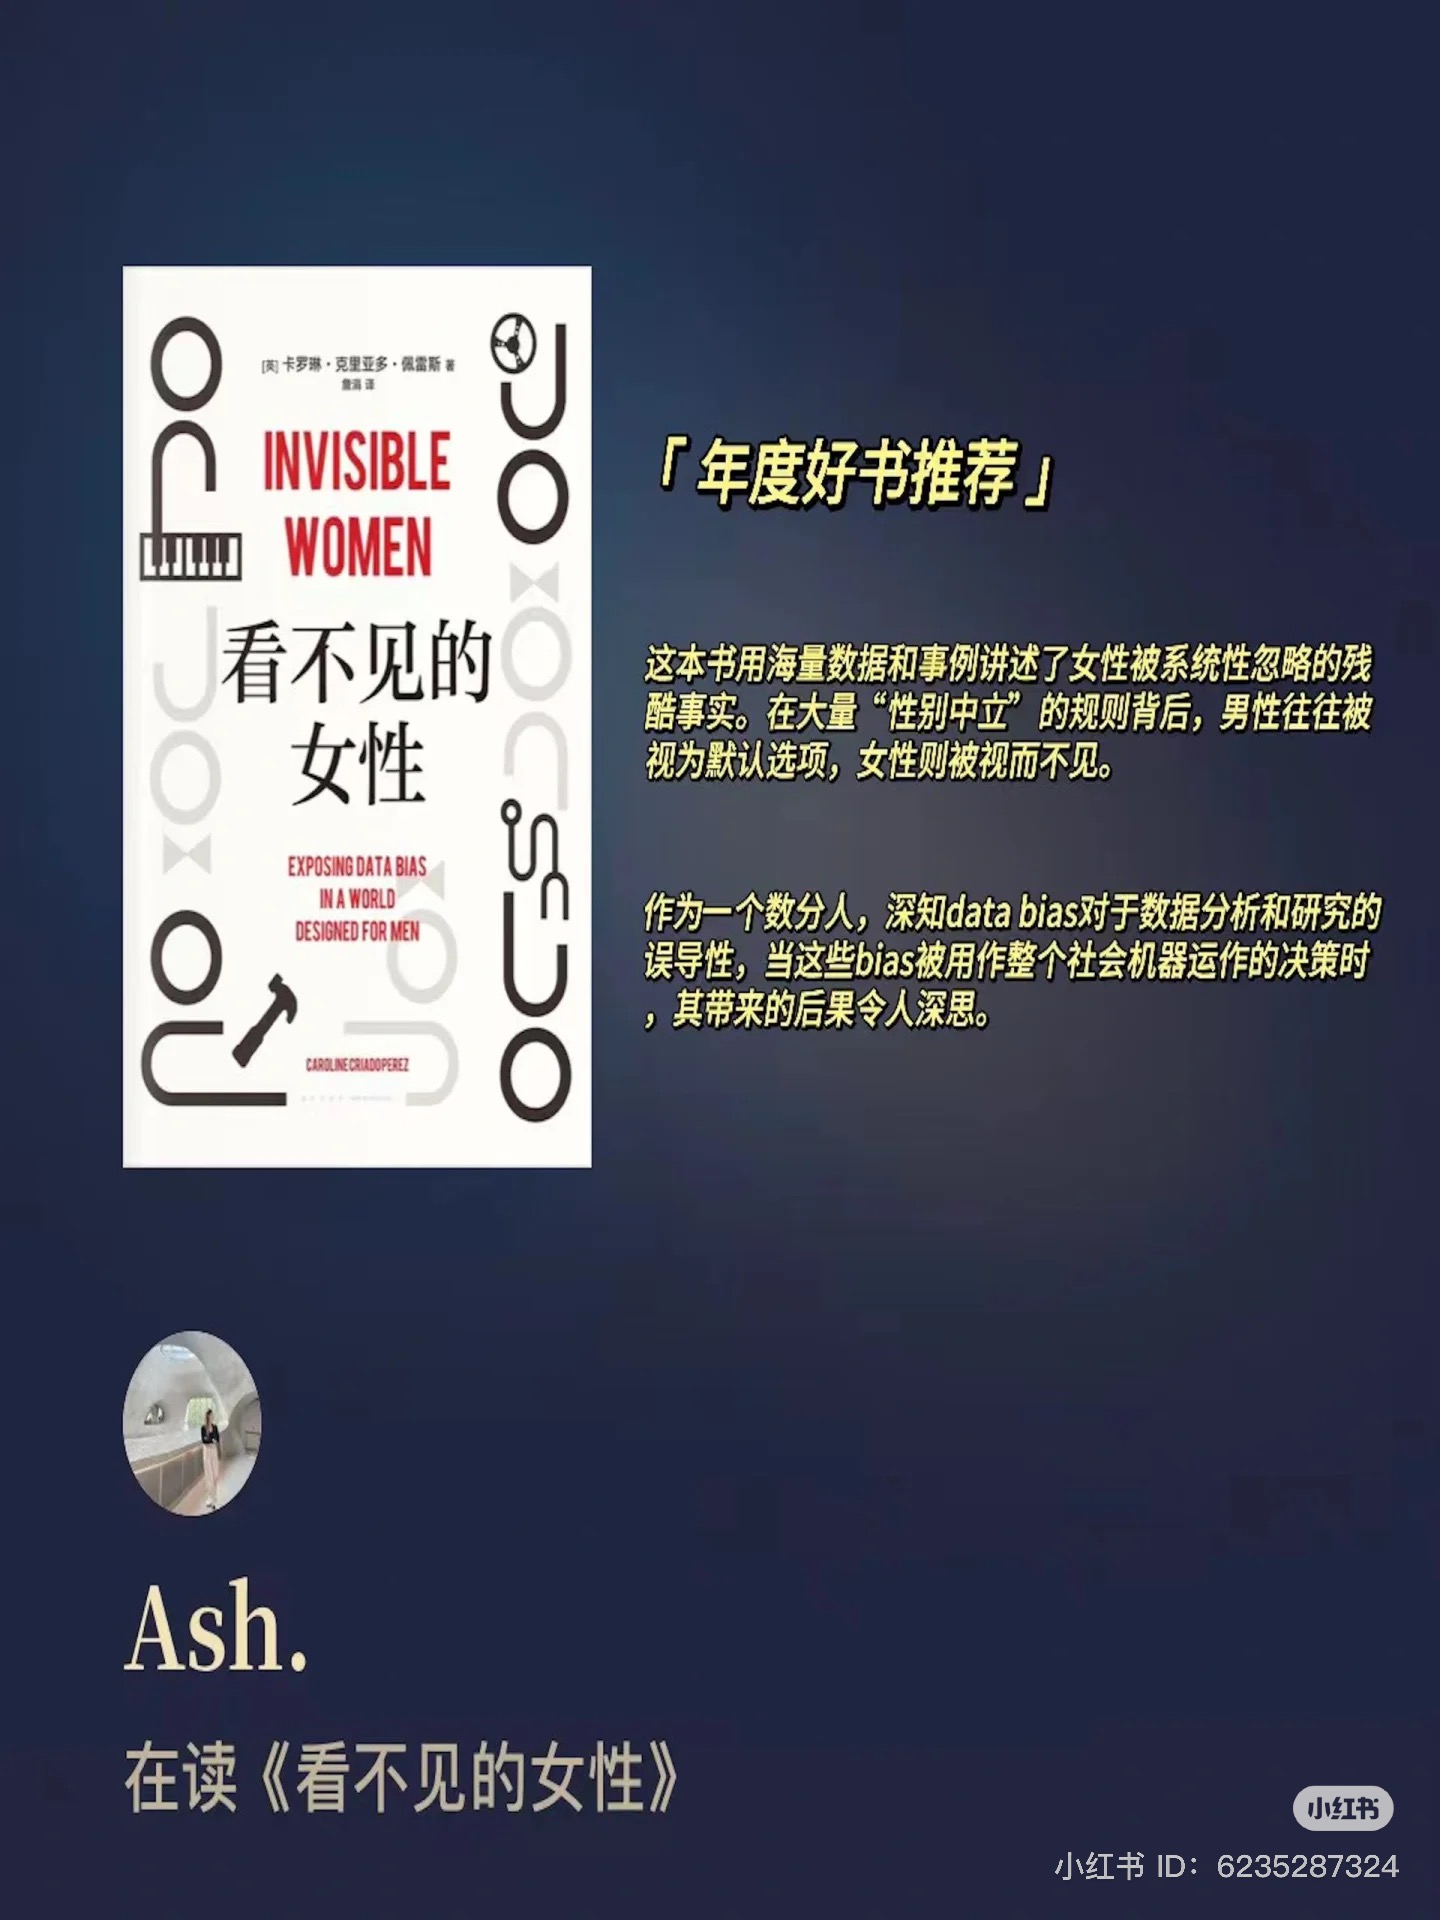 [英] 卡罗琳·克里亚多·佩雷斯 著
詹涓 译
INVISIBLE
WOMEN
看不见的
女性
EXPOSING DATA BIAS
IN A WORLD
DESIGNED FOR MEN
CAROLINE CRIADO PEREZ
「 年度好书推荐 」
这本书用海量数据和事例讲述了女性被系统性忽略的残
酷事实。在大量“性别中立”的规则背后，男性往往被
视为默认选项，女性则被视而不见。
作为一个数分人，深知data bias对于数据分析和研究的
误导性，当这些bias被用作整个社会机器运作的决策时
，其带来的后果令人深思。
Ash.
在读《看不见的女性》
小红书
小红书 ID：6235287324